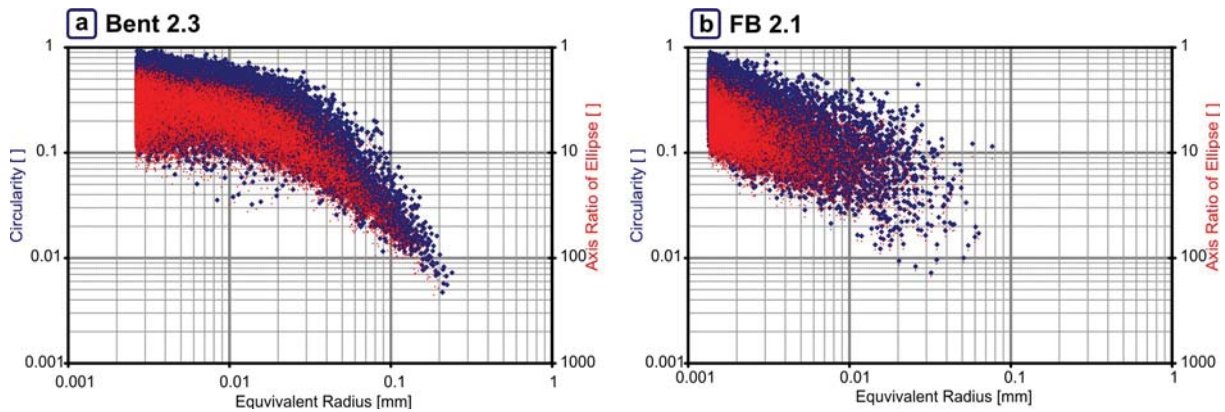 a Bent 2.3
1
0.1
0.01
0.001
Circularity [ ]
1
10
100
1000
Axis Ratio of Ellipse [ ]
0.001 0.01 0.1 1
Equvivalent Radius [mm]
b FB 2.1
1
0.1
0.01
0.001
Circularity [ ]
1
10
100
1000
Axis Ratio of Ellipse [ ]
0.001 0.01 0.1 1
Equvivalent Radius [mm]